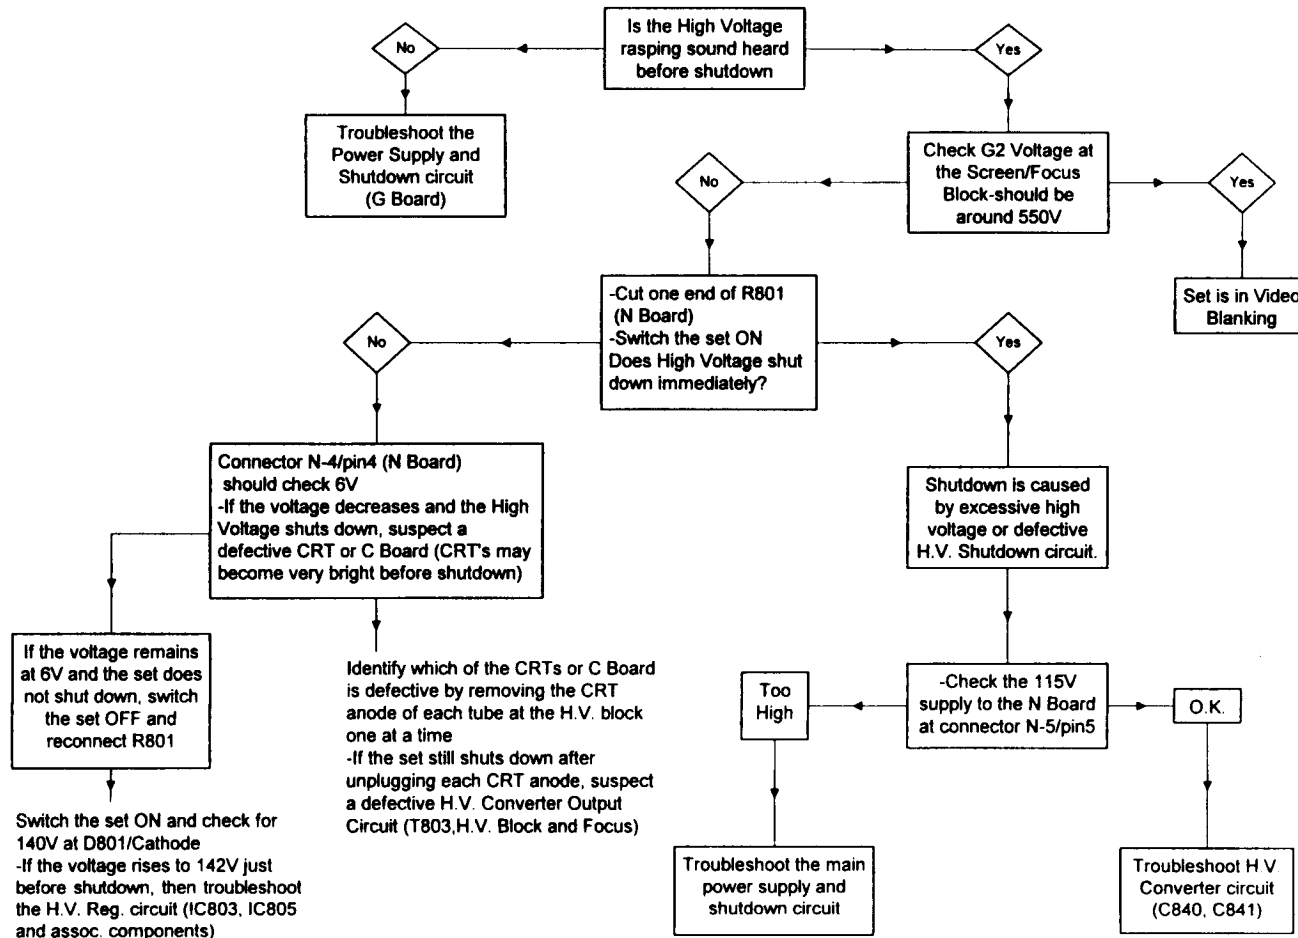 Is the High Voltage
rasping sound heard
before shutdown
No
Yes
Troubleshoot the
Power Supply and
Shutdown circuit
(G Board)
Check G2 Voltage at
the Screen/Focus
Block-should be
around 550V
No
Yes
-Cut one end of R801
(N Board)
-Switch the set ON
Does High Voltage shut
down immediately?
Set is in Video
Blanking
No
Yes
Connector N-4/pin4 (N Board)
should check 6V
-If the voltage decreases and the High
Voltage shuts down, suspect a
defective CRT or C Board (CRT's may
become very bright before shutdown)
Shutdown is caused
by excessive high
voltage or defective
H.V. Shutdown circuit.
If the voltage remains
at 6V and the set does
not shut down, switch
the set OFF and
reconnect R801
Identify which of the CRTs or C Board
is defective by removing the CRT
anode of each tube at the H.V. block
one at a time
-If the set still shuts down after
unplugging each CRT anode, suspect
a defective H.V. Converter Output
Circuit (T803,H.V. Block and Focus)
Too
High
-Check the 115V
supply to the N Board
at connector N-5/pin5
O.K.
Switch the set ON and check for
140V at D801/Cathode
-If the voltage rises to 142V just
before shutdown, then troubleshoot
the H.V. Reg. circuit (IC803, IC805
and assoc. components)
Troubleshoot the main
power supply and
shutdown circuit
Troubleshoot H.V.
Converter circuit
(C840, C841)